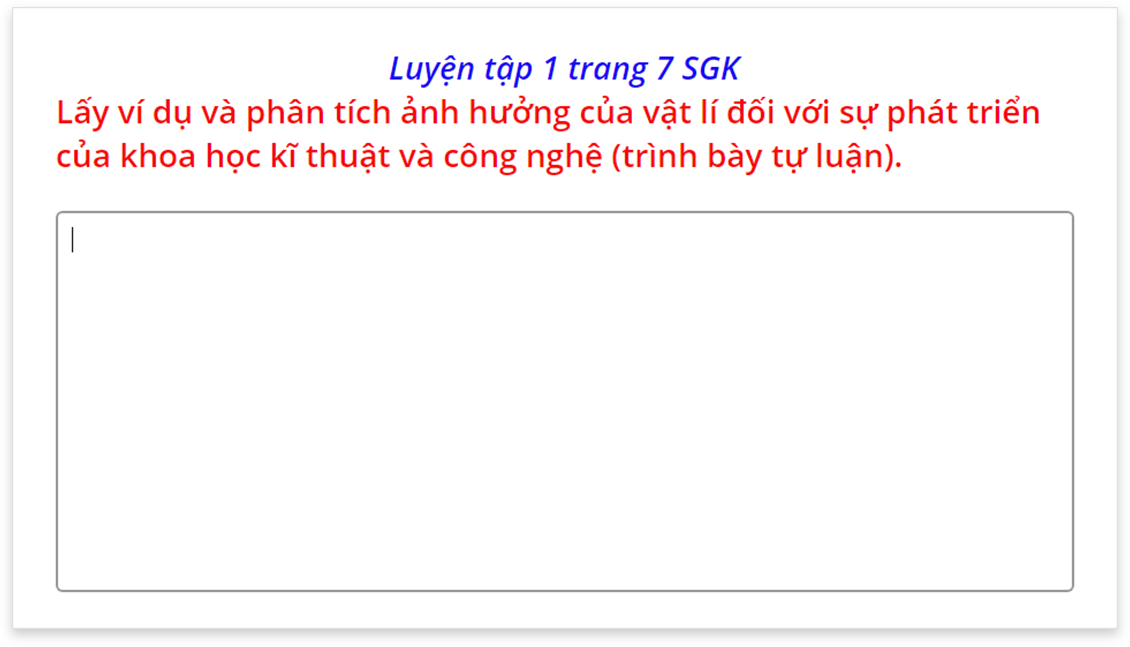 Luyện tập 1 trang 7 SGK
Lấy ví dụ và phân tích ảnh hưởng của vật lí đối với sự phát triển
của khoa học kĩ thuật và công nghệ (trình bày tự luận).